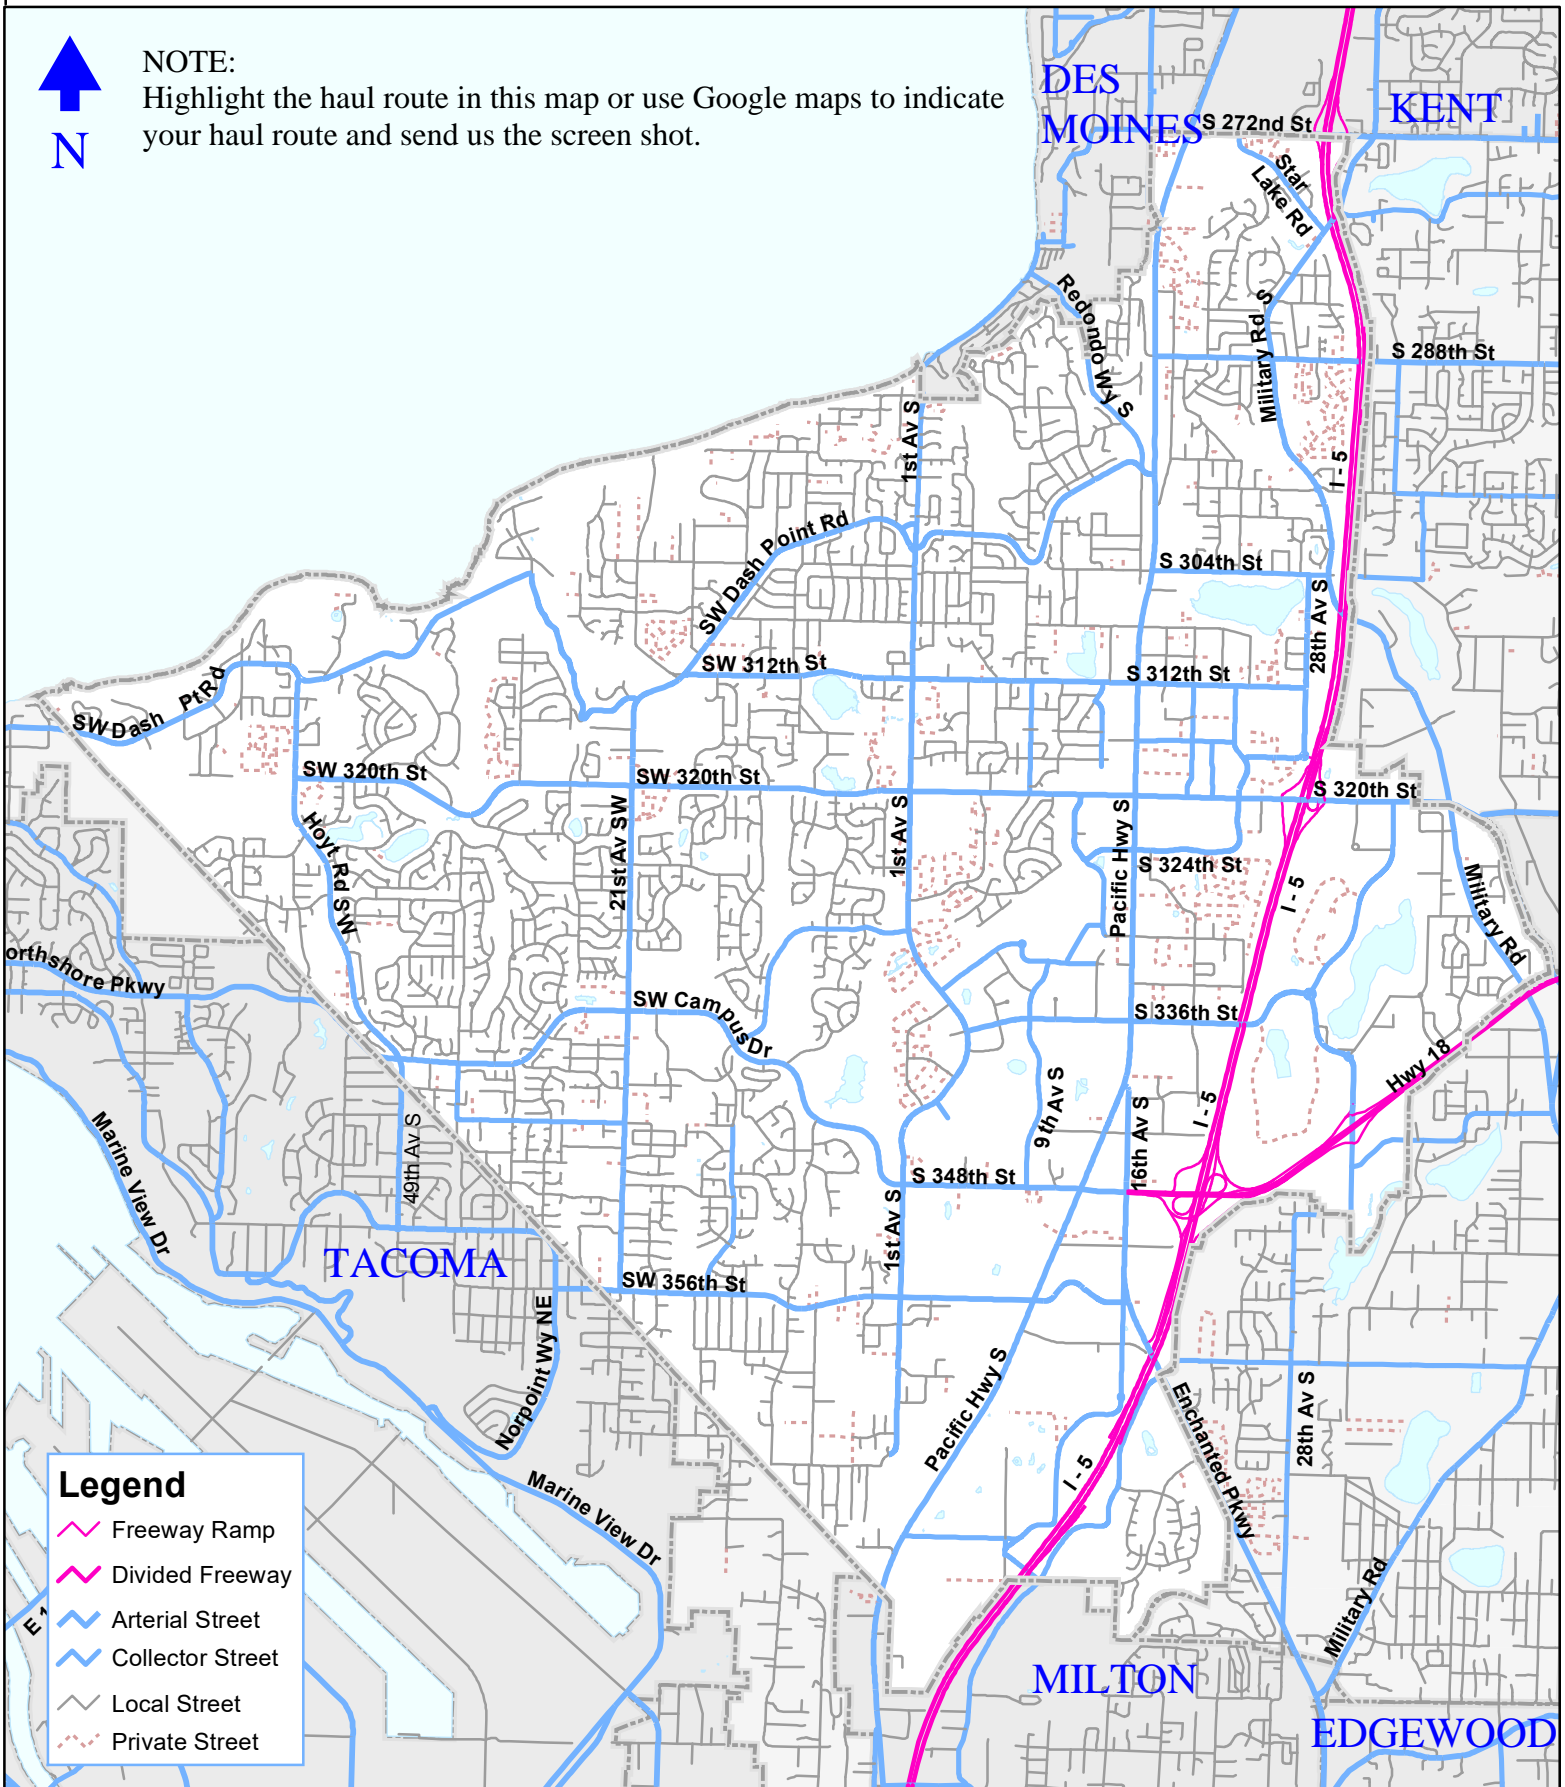 NOTE:
Highlight the haul route in this map or use Google maps to indicate
your haul route and send us the screen shot.
N
DES
MOINES
KENT
S 272nd St
Star
Lake Rd
Redondo Wy S
Military Rd S
S 288th St
1st Av S
I - 5
SW Dash Point Rd
S 304th St
28th Av S
SW 312th St
S 312th St
SW Dash Pt Rd
SW 320th St
SW 320th St
S 320th St
Hoyt Rd SW
21st Av SW
1st Av S
Pacific Hwy S
S 324th St
I - 5
Military Rd
orthshore Pkwy
SW Campus Dr
S 336th St
Hwy 18
Marine View Dr
49th Av S
9th Av S
16th Av S
I - 5
S 348th St
1st Av S
TACOMA
SW 356th St
Norpoint Wy NE
Pacific Hwy S
Enchanted Pkwy
28th Av S
I - 5
Marine View Dr
Military Rd
MILTON
EDGEWOOD
Legend
Freeway Ramp
Divided Freeway
Arterial Street
Collector Street
Local Street
Private Street